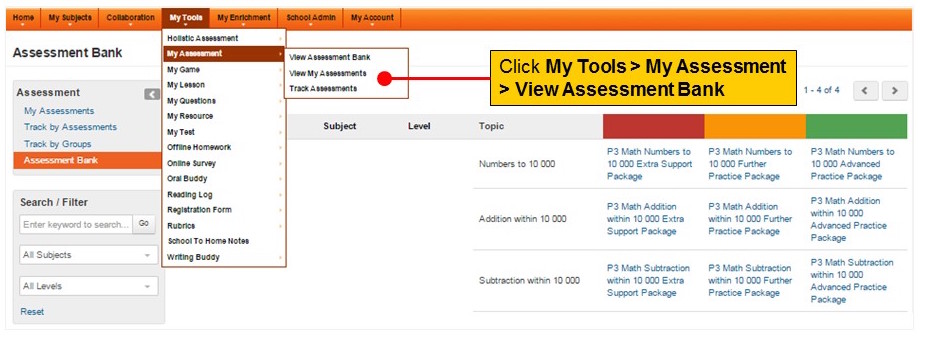 Home My Subjects Collaboration My Tools My Enrichment School Admin My Account
Assessment Bank
Holistic Assessment
My Assessment
My Game
My Lesson
My Questions
My Resource
My Test
Offline Homework
Online Survey
Oral Buddy
Reading Log
Registration Form
Rubrics
School To Home Notes
Writing Buddy
View Assessment Bank
View My Assessments
Track Assessments
Click My Tools > My Assessment
> View Assessment Bank
1 - 4 of 4
Assessment
My Assessments
Track by Assessments
Track by Groups
Assessment Bank
Search / Filter
Enter keyword to search... Go
All Subjects
All Levels
Reset
Subject Level Topic
Numbers to 10 000
P3 Math Numbers to
10 000 Extra Support
Package
P3 Math Numbers to
10 000 Further
Practice Package
P3 Math Numbers to
10 000 Advanced
Practice Package
Addition within 10 000
P3 Math Addition
within 10 000 Extra
Support Package
P3 Math Addition
within 10 000 Further
Practice Package
P3 Math Addition
within 10 000
Advanced Practice
Package
Subtraction within 10 000
P3 Math Subtraction
within 10 000 Extra
Support Package
P3 Math Subtraction
within 10 000 Further
Practice Package
P3 Math Subtraction
within 10 000
Advanced Practice
Package